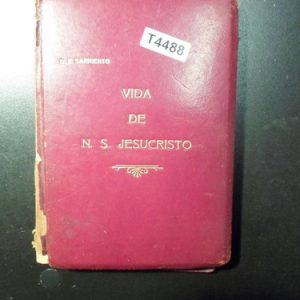 T4488
D. F. SARMIENTO
VIDA
DE
N. S. JESUCRISTO